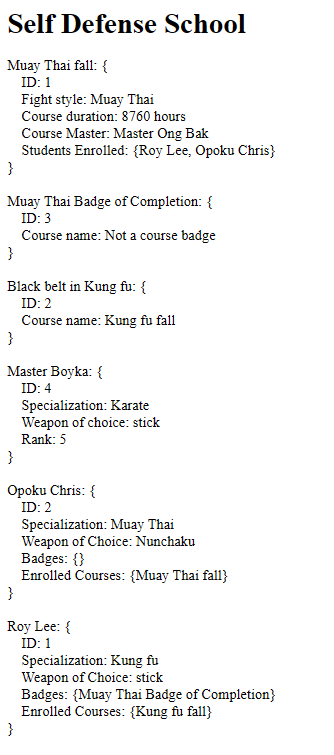 Self Defense School
Muay Thai fall: {
ID: 1
Fight style: Muay Thai
Course duration: 8760 hours
Course Master: Master Ong Bak
Students Enrolled: {Roy Lee, Opoku Chris}
}
Muay Thai Badge of Completion: {
ID: 3
Course name: Not a course badge
}
Black belt in Kung fu: {
ID: 2
Course name: Kung fu fall
}
Master Boyka: {
ID: 4
Specialization: Karate
Weapon of choice: stick
Rank: 5
}
Opoku Chris: {
ID: 2
Specialization: Muay Thai
Weapon of Choice: Nunchaku
Badges: {}
Enrolled Courses: {Muay Thai fall}
}
Roy Lee: {
ID: 1
Specialization: Kung fu
Weapon of Choice: stick
Badges: {Muay Thai Badge of Completion}
Enrolled Courses: {Kung fu fall}
}